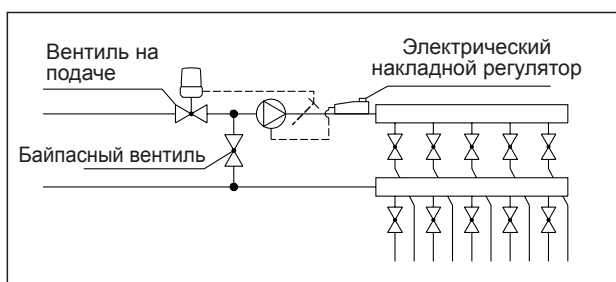 Вентиль на
подаче
Электрический
накладной регулятор
Байпасный вентиль